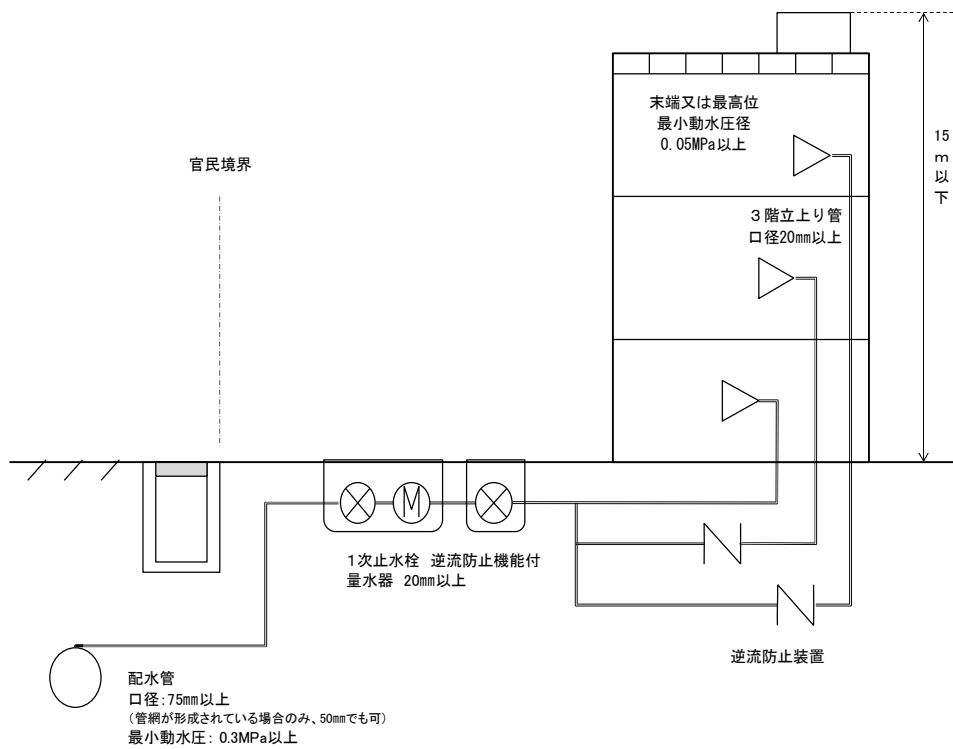 末端又は最高位
最小動水圧径
0.05MPa以上
15
m
以
下
官民境界
３階立上り管
口径20㎜以上
M
1次止水栓 逆流防止機能付
量水器 20㎜以上
逆流防止装置
配水管
口径：75㎜以上
（管網が形成されている場合のみ、50㎜でも可）
最小動水圧： 0.3MPa以上